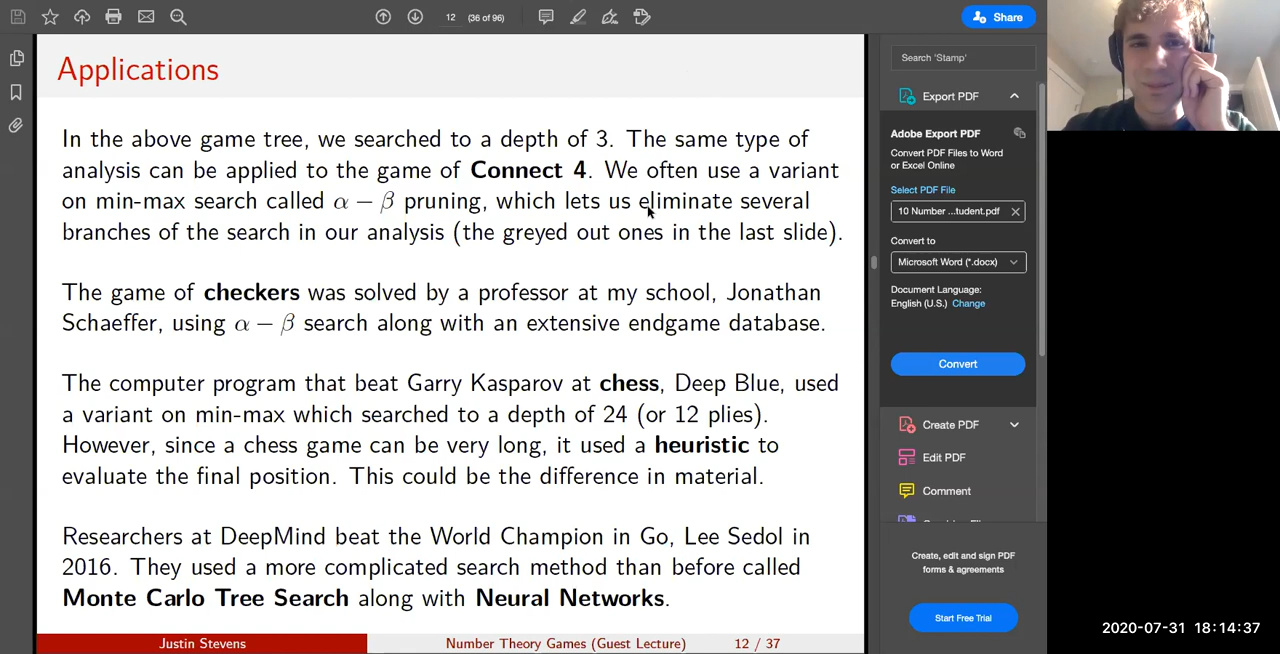 12 (36 of 96)
Share
Applications
In the above game tree, we searched to a depth of 3. The same type of
analysis can be applied to the game of Connect 4. We often use a variant
on min-max search called α − β pruning, which lets us eliminate several
branches of the search in our analysis (the greyed out ones in the last slide).
The game of checkers was solved by a professor at my school, Jonathan
Schaeffer, using α − β search along with an extensive endgame database.
The computer program that beat Garry Kasparov at chess, Deep Blue, used
a variant on min-max which searched to a depth of 24 (or 12 plies).
However, since a chess game can be very long, it used a heuristic to
evaluate the final position. This could be the difference in material.
Researchers at DeepMind beat the World Champion in Go, Lee Sedol in
2016. They used a more complicated search method than before called
Monte Carlo Tree Search along with Neural Networks.
Justin Stevens
Number Theory Games (Guest Lecture)
12 / 37
Search 'Stamp'
Export PDF
Adobe Export PDF
Convert PDF Files to Word
or Excel Online
Select PDF File
10 Number ...tudent.pdf
Convert to
Microsoft Word (*.docx)
Document Language:
English (U.S.) Change
Convert
Create PDF
Edit PDF
Comment
Create, edit and sign PDF
forms & agreements
Start Free Trial
2020-07-31 18:14:37